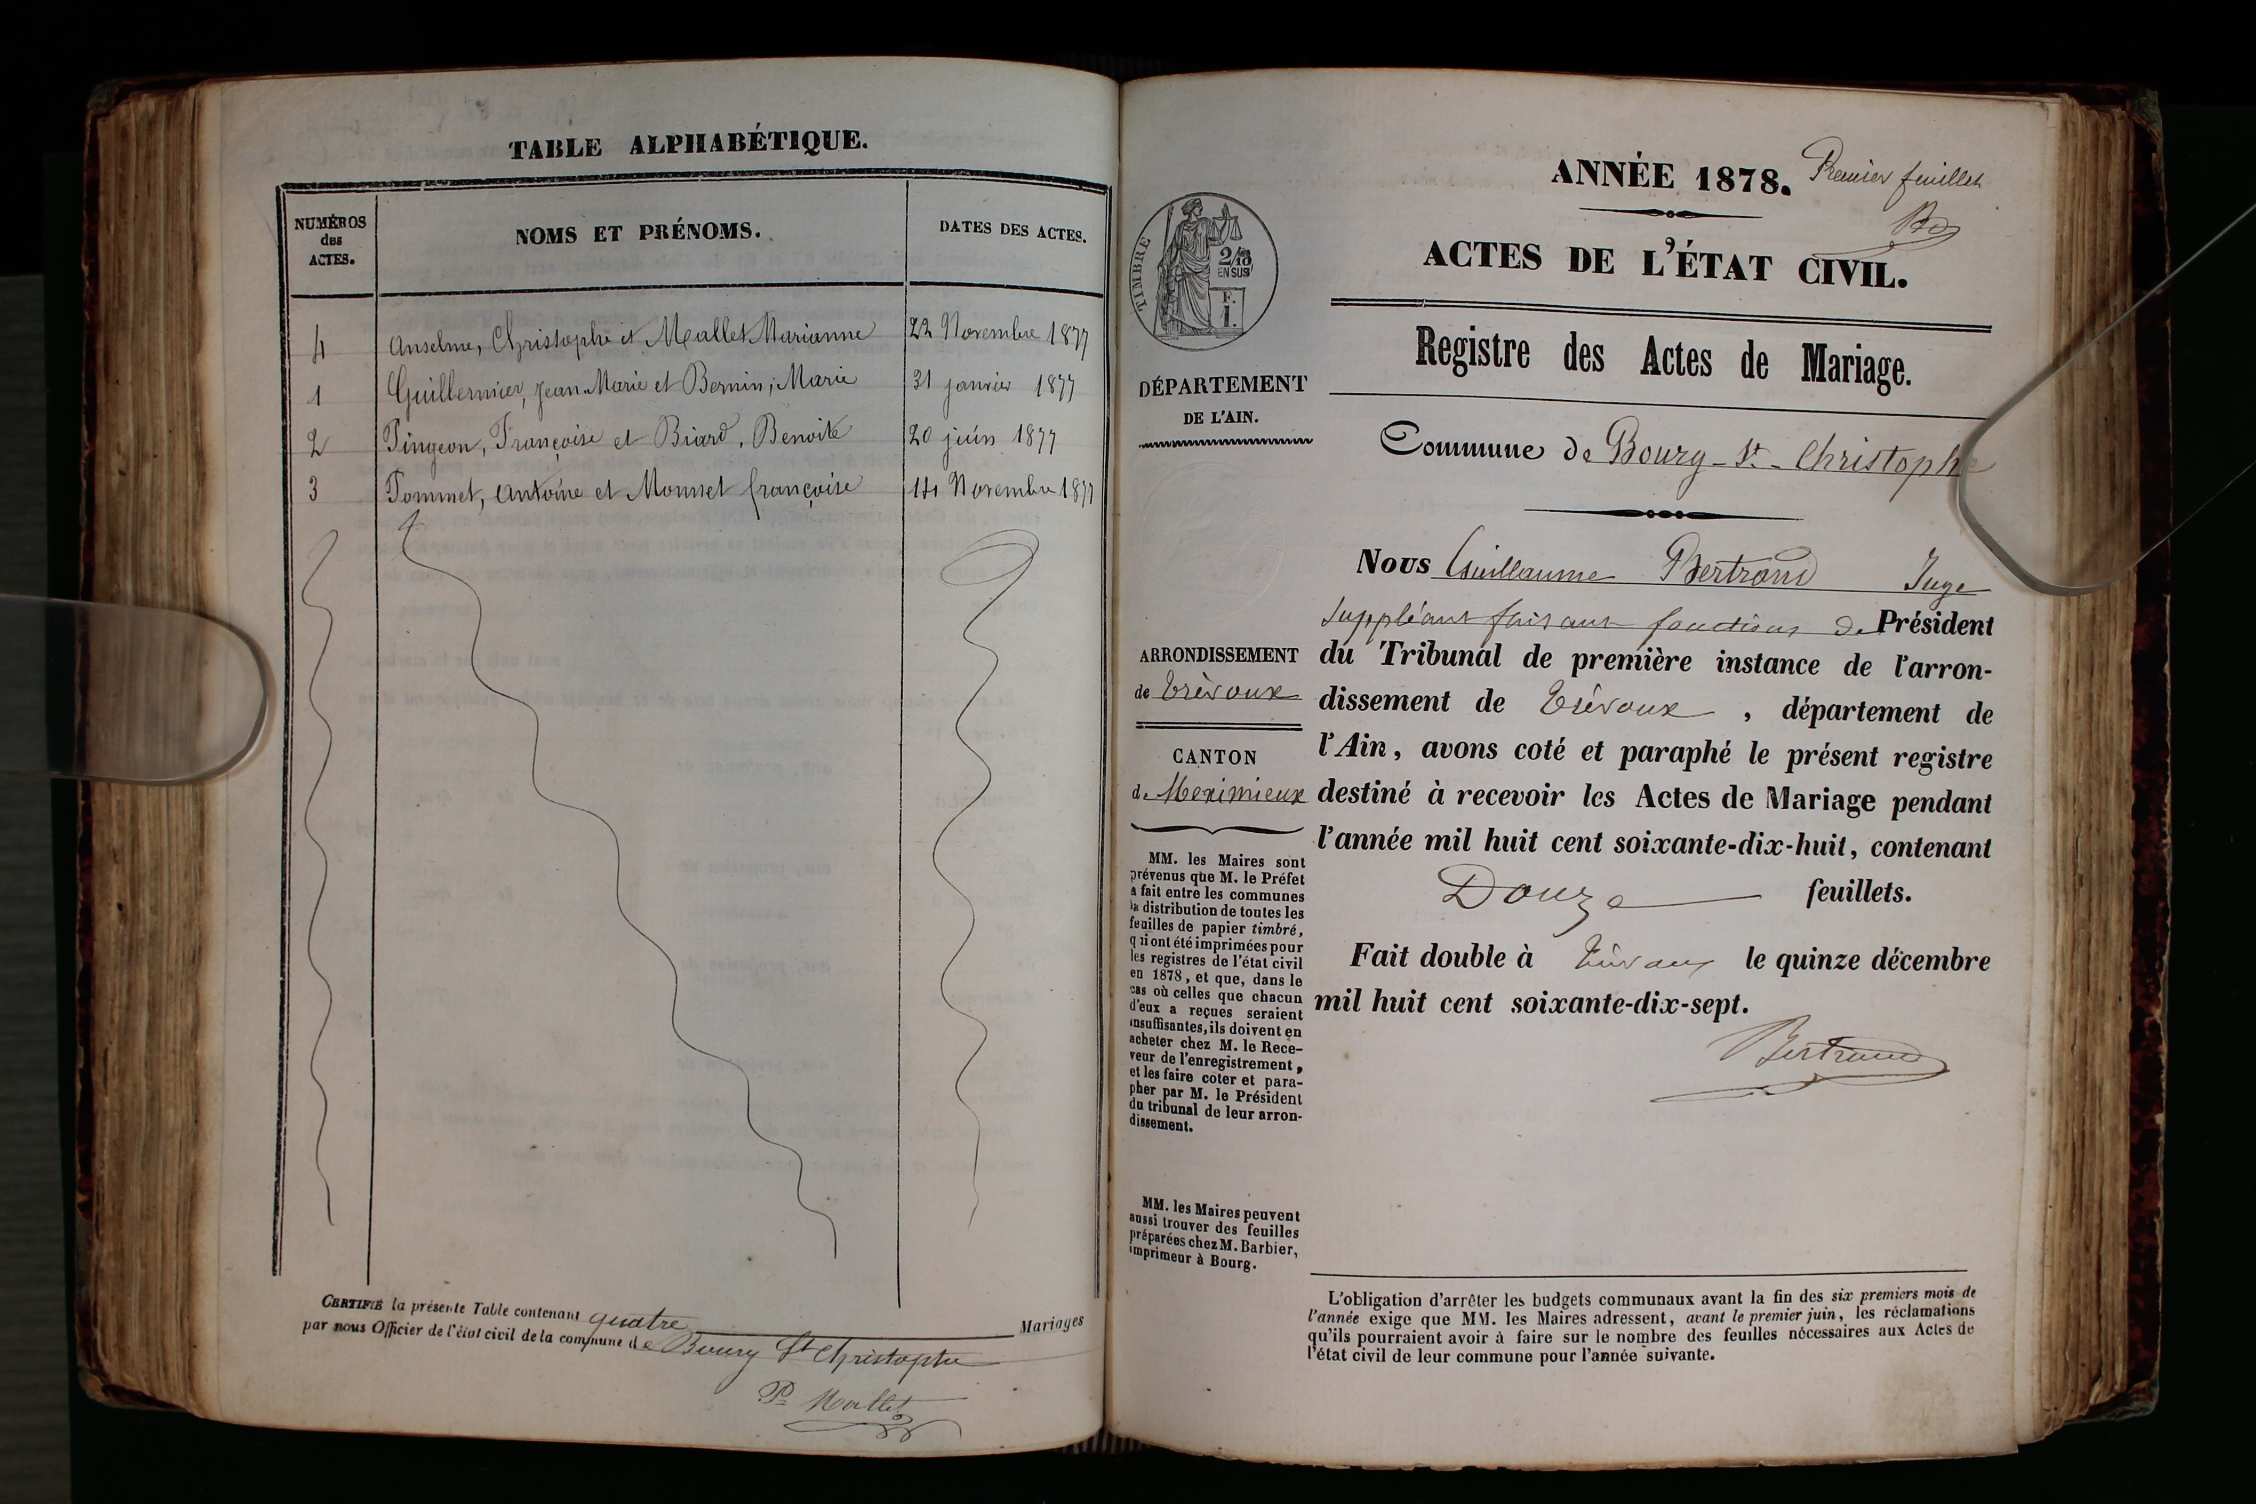 TABLE ALPHABÉTIQUE.
NUMÉROS
des
ACTES.
NOMS ET PRÉNOMS.
DATES DES ACTES.
4 Anselme, Christophe et Mallet Marianne 22 Novembre 1877
1 Guillermier, Jean-Marie et Bernin, Marie 31 janvier 1877
2 Pingeon, Françoise et Briard, Benoite 20 juin 1877
3 Pommet, Antoine et Monnet françoise 14 Novembre 1877
CERTIFIÉ la présente Table contenant quatre Mariages
par nous Officier de l'état civil de la commune de Bourg St Christophe
P. Mallet
ANNÉE 1878. Premier feuillet
ACTES DE L'ÉTAT CIVIL.
Registre des Actes de Mariage.
Commune de Bourg-St-Christophe
TIMBRE
2/10
EN SUS
F.
1.
DÉPARTEMENT
DE L'AIN.
ARRONDISSEMENT
de Trévoux
CANTON
de Meximieux
MM. les Maires sont
prévenus que M. le Préfet
a fait entre les communes
la distribution de toutes les
feuilles de papier timbré,
qui ont été imprimées pour
les registres de l'état civil
en 1878, et que, dans le
cas où celles que chacun
d'eux a reçues seraient
insuffisantes, ils doivent en
acheter chez M. le Rece-
veur de l'enregistrement,
et les faire coter et para-
pher par M. le Président
du tribunal de leur arron-
dissement.
MM. les Maires peuvent
aussi trouver des feuilles
préparées chez M. Barbier,
imprimeur à Bourg.
Nous Guillaume Bertrand Juge
suppléant faisant fonctions de Président
du Tribunal de première instance de l'arron-
dissement de Trévoux, département de
l'Ain, avons coté et paraphé le présent registre
destiné à recevoir les Actes de Mariage pendant
l'année mil huit cent soixante-dix-huit, contenant
Douze feuillets.
Fait double à Trévoux le quinze décembre
mil huit cent soixante-dix-sept.
Bertrand
L'obligation d'arrêter les budgets communaux avant la fin des six premiers mois de
l'année exige que MM. les Maires adressent, avant le premier juin, les réclamations
qu'ils pourraient avoir à faire sur le nombre des feuilles nécessaires aux Actes de
l'état civil de leur commune pour l'année suivante.